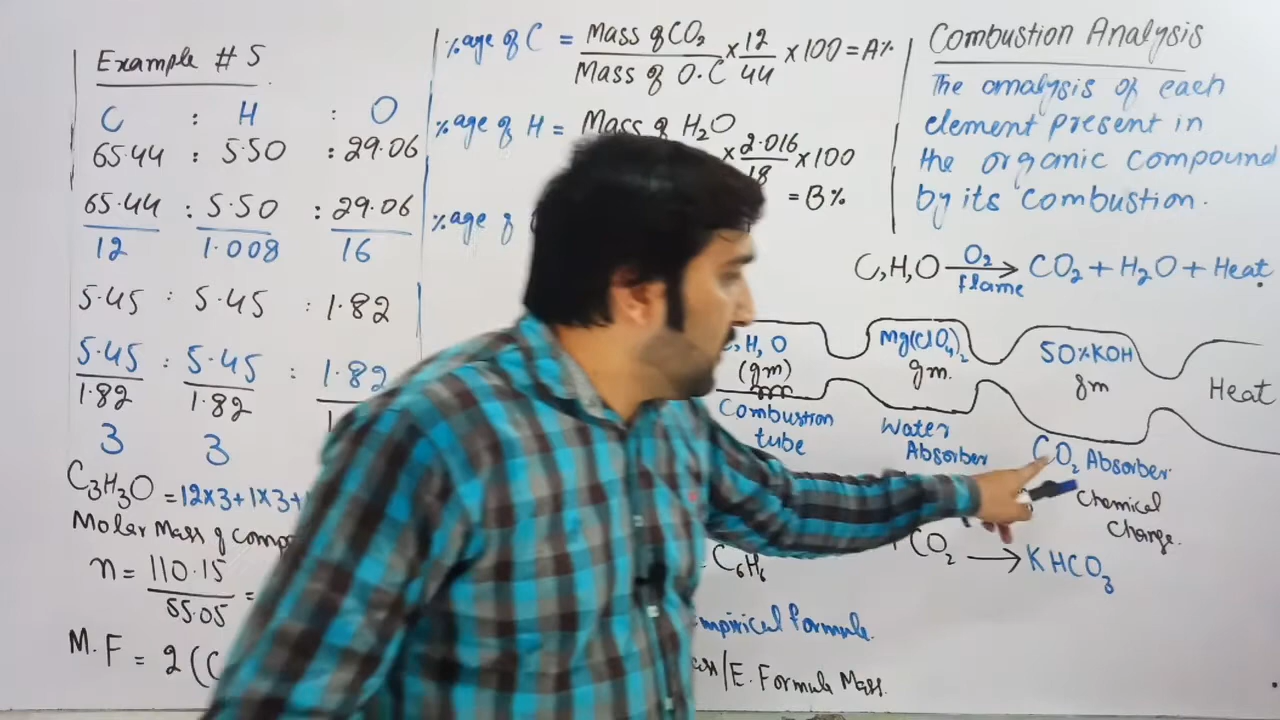 Example # 5
C : H : O
65.44 : 5.50 : 29.06
65.44 : 5.50 : 29.06
12 1.008 16
5.45 : 5.45 : 1.82
5.45 : 5.45 : 1.82
1.82 1.82
3 3
C3H3O = 12x3+1x3+
Molar Mass of
n = 110.15
55.05 =
M.F = 2(C
%age of C = Mass of CO2 x 12 x 100 = A%
Mass of O.C 44
%age of H = Mass of H2O
x 2.016 x 100
18
= B%
%age of
Combustion Analysis
The analysis of each
element present in
the organic compound
by its Combustion.
C,H,O O2 → CO2 + H2O + Heat
flame
C, H, O
(gm)
Combustion
tube
Mg(ClO4)2
gm.
Water
Absorber
50%KOH
gm
CO2 Absorber
Chemical
Change.
Heat
CO2 → KHCO3
C6H6
Empirical formula.
/E. Formula Mass.